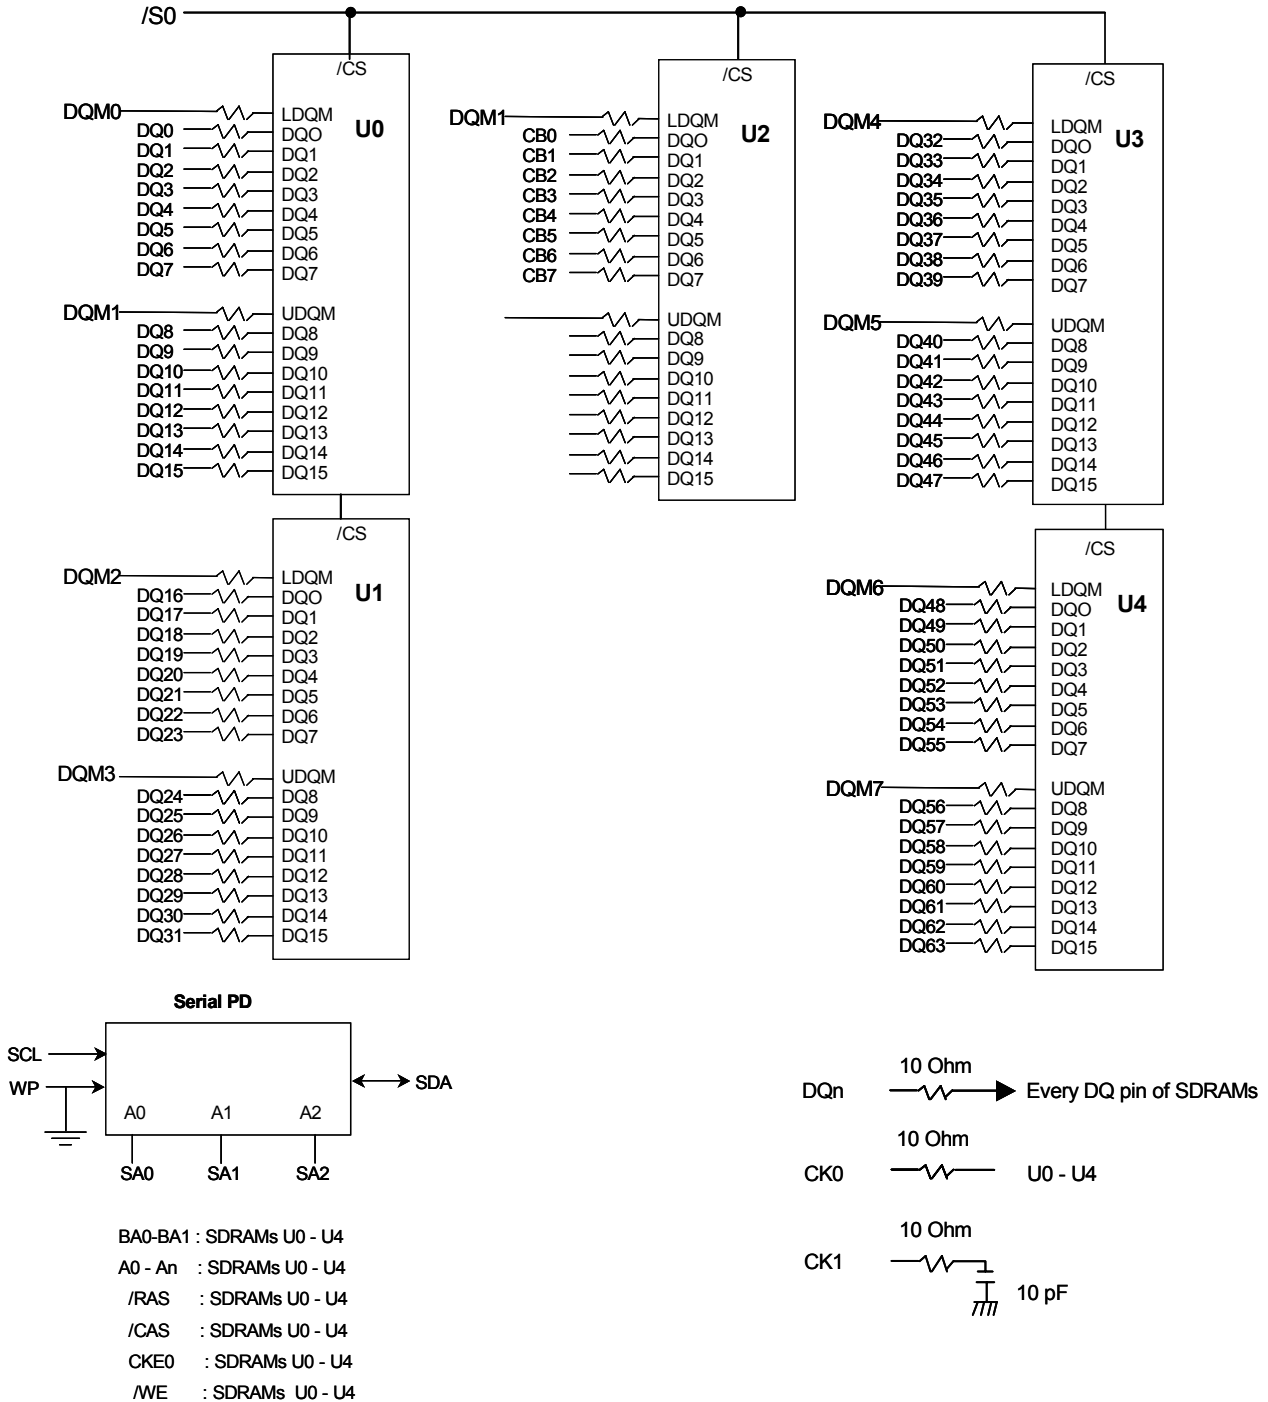 /S0
/CS
U0
DQM0 LDQM
DQ0 DQO
DQ1 DQ1
DQ2 DQ2
DQ3 DQ3
DQ4 DQ4
DQ5 DQ5
DQ6 DQ6
DQ7 DQ7
DQM1 UDQM
DQ8 DQ8
DQ9 DQ9
DQ10 DQ10
DQ11 DQ11
DQ12 DQ12
DQ13 DQ13
DQ14 DQ14
DQ15 DQ15
/CS
U1
DQM2 LDQM
DQ16 DQO
DQ17 DQ1
DQ18 DQ2
DQ19 DQ3
DQ20 DQ4
DQ21 DQ5
DQ22 DQ6
DQ23 DQ7
DQM3 UDQM
DQ24 DQ8
DQ25 DQ9
DQ26 DQ10
DQ27 DQ11
DQ28 DQ12
DQ29 DQ13
DQ30 DQ14
DQ31 DQ15
/CS
U2
DQM1 LDQM
CB0 DQO
CB1 DQ1
CB2 DQ2
CB3 DQ3
CB4 DQ4
CB5 DQ5
CB6 DQ6
CB7 DQ7
UDQM
DQ8
DQ9
DQ10
DQ11
DQ12
DQ13
DQ14
DQ15
/CS
U3
DQM4 LDQM
DQ32 DQO
DQ33 DQ1
DQ34 DQ2
DQ35 DQ3
DQ36 DQ4
DQ37 DQ5
DQ38 DQ6
DQ39 DQ7
DQM5 UDQM
DQ40 DQ8
DQ41 DQ9
DQ42 DQ10
DQ43 DQ11
DQ44 DQ12
DQ45 DQ13
DQ46 DQ14
DQ47 DQ15
/CS
U4
DQM6 LDQM
DQ48 DQO
DQ49 DQ1
DQ50 DQ2
DQ51 DQ3
DQ52 DQ4
DQ53 DQ5
DQ54 DQ6
DQ55 DQ7
DQM7 UDQM
DQ56 DQ8
DQ57 DQ9
DQ58 DQ10
DQ59 DQ11
DQ60 DQ12
DQ61 DQ13
DQ62 DQ14
DQ63 DQ15
Serial PD
SCL
WP
SDA
A0 A1 A2
SA0 SA1 SA2
BA0-BA1 : SDRAMs U0 - U4
A0 - An : SDRAMs U0 - U4
/RAS : SDRAMs U0 - U4
/CAS : SDRAMs U0 - U4
CKE0 : SDRAMs U0 - U4
/WE : SDRAMs U0 - U4
10 Ohm
DQn Every DQ pin of SDRAMs
10 Ohm
CK0 U0 - U4
10 Ohm
CK1
10 pF